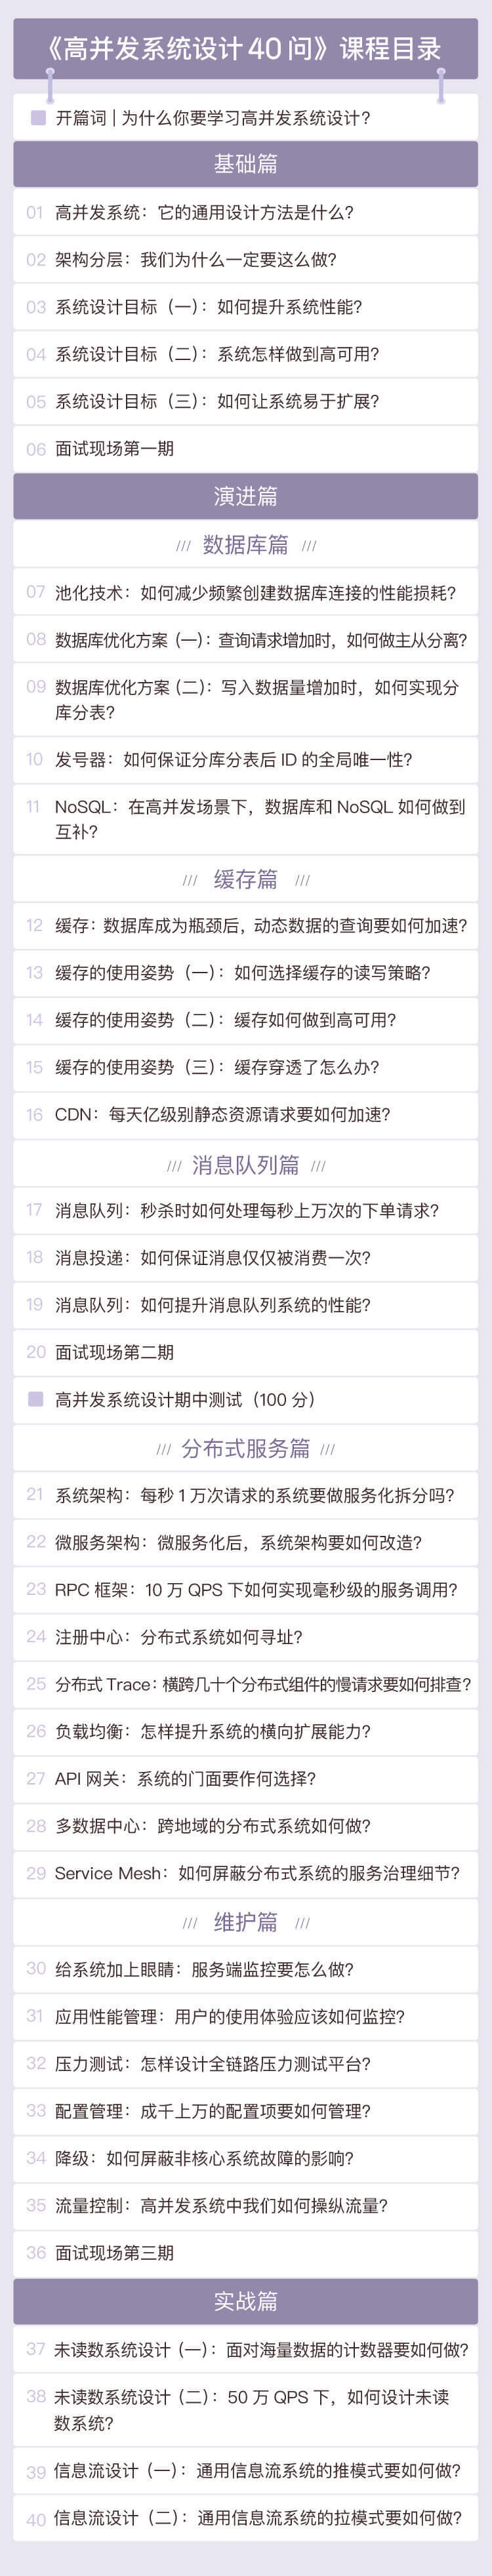 《高并发系统设计 40 问》课程目录
开篇词 | 为什么你要学习高并发系统设计?
基础篇
01 高并发系统：它的通用设计方法是什么?
02 架构分层：我们为什么一定要这么做?
03 系统设计目标（一）：如何提升系统性能?
04 系统设计目标（二）：系统怎样做到高可用?
05 系统设计目标（三）：如何让系统易于扩展?
06 面试现场第一期
演进篇
/// 数据库篇 ///
07 池化技术：如何减少频繁创建数据库连接的性能损耗?
08 数据库优化方案（一）：查询请求增加时，如何做主从分离?
09 数据库优化方案（二）：写入数据量增加时，如何实现分
库分表?
10 发号器：如何保证分库分表后 ID 的全局唯一性?
11 NoSQL：在高并发场景下，数据库和 NoSQL 如何做到
互补?
/// 缓存篇 ///
12 缓存：数据库成为瓶颈后，动态数据的查询要如何加速?
13 缓存的使用姿势（一）：如何选择缓存的读写策略?
14 缓存的使用姿势（二）：缓存如何做到高可用?
15 缓存的使用姿势（三）：缓存穿透了怎么办?
16 CDN：每天亿级别静态资源请求要如何加速?
/// 消息队列篇 ///
17 消息队列：秒杀时如何处理每秒上万次的下单请求?
18 消息投递：如何保证消息仅仅被消费一次?
19 消息队列：如何提升消息队列系统的性能?
20 面试现场第二期
高并发系统设计期中测试（100 分）
/// 分布式服务篇 ///
21 系统架构：每秒 1 万次请求的系统要做服务化拆分吗?
22 微服务架构：微服务化后，系统架构要如何改造?
23 RPC 框架：10 万 QPS 下如何实现毫秒级的服务调用?
24 注册中心：分布式系统如何寻址?
25 分布式 Trace：横跨几十个分布式组件的慢请求要如何排查?
26 负载均衡：怎样提升系统的横向扩展能力?
27 API 网关：系统的门面要作何选择?
28 多数据中心：跨地域的分布式系统如何做?
29 Service Mesh：如何屏蔽分布式系统的服务治理细节?
/// 维护篇 ///
30 给系统加上眼睛：服务端监控要怎么做?
31 应用性能管理：用户的使用体验应该如何监控?
32 压力测试：怎样设计全链路压力测试平台?
33 配置管理：成千上万的配置项要如何管理?
34 降级：如何屏蔽非核心系统故障的影响?
35 流量控制：高并发系统中我们如何操纵流量?
36 面试现场第三期
实战篇
37 未读数系统设计（一）：面对海量数据的计数器要如何做?
38 未读数系统设计（二）：50 万 QPS 下，如何设计未读
数系统?
39 信息流设计（一）：通用信息流系统的推模式要如何做?
40 信息流设计（二）：通用信息流系统的拉模式要如何做?